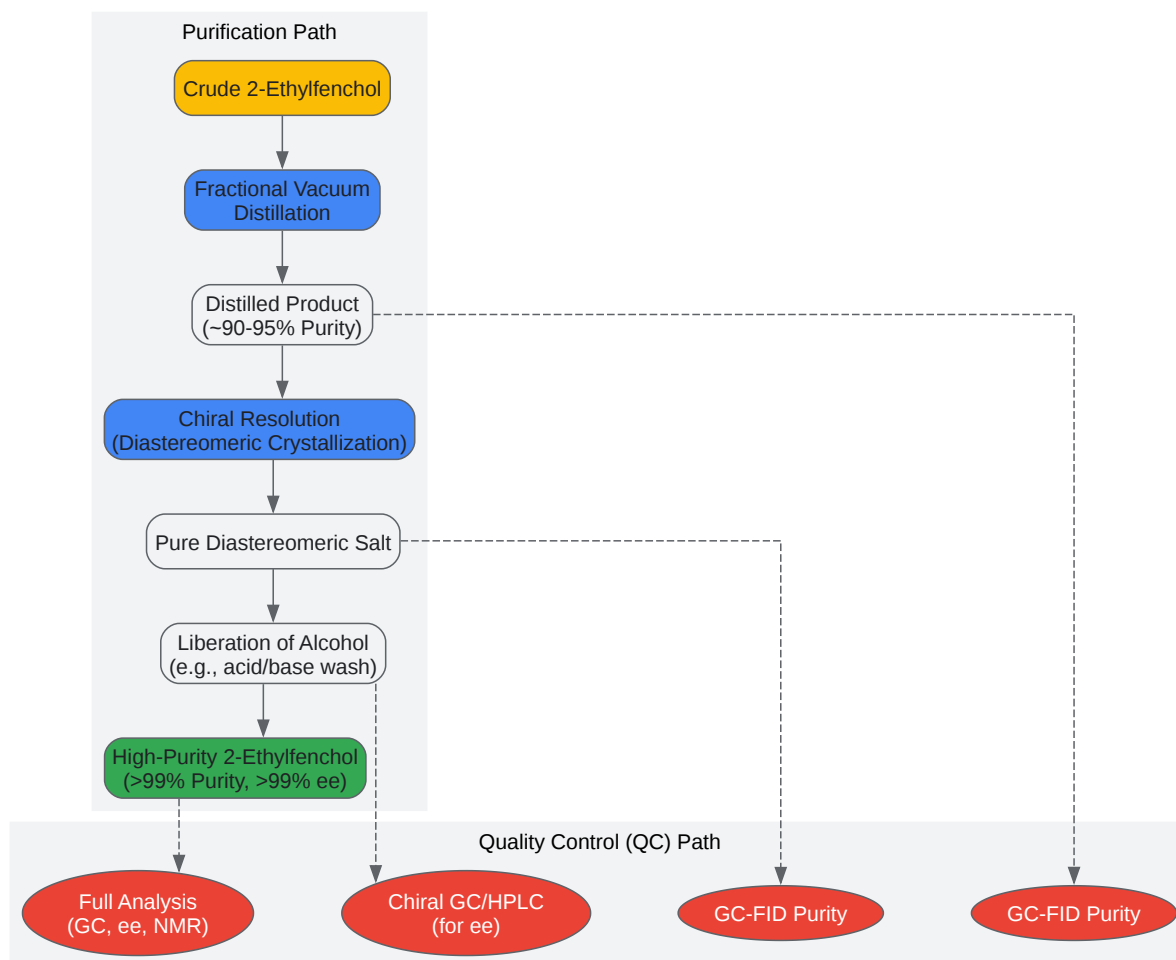 Purification Path
Crude 2-Ethylfenchol
Fractional Vacuum
Distillation
Distilled Product
(~90-95% Purity)
Chiral Resolution
(Diastereomeric Crystallization)
Pure Diastereomeric Salt
Liberation of Alcohol
(e.g., acid/base wash)
High-Purity 2-Ethylfenchol
(>99% Purity, >99% ee)
Quality Control (QC) Path
Full Analysis
(GC, ee, NMR)
Chiral GC/HPLC
(for ee)
GC-FID Purity
GC-FID Purity